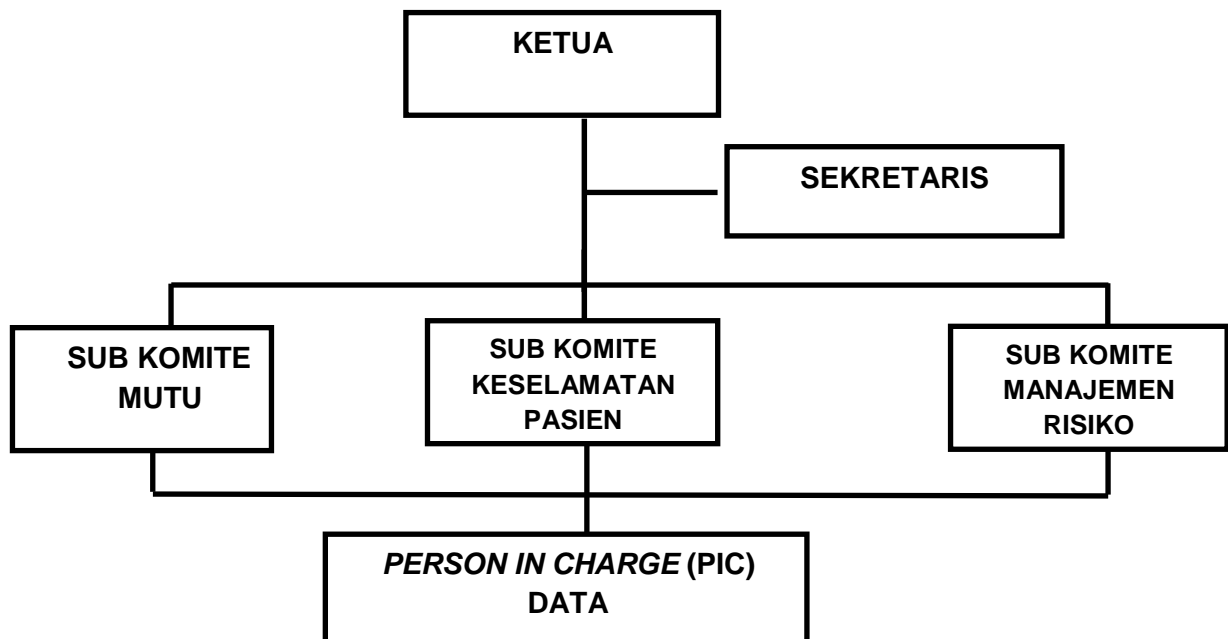 KETUA
SEKRETARIS
SUB KOMITE
MUTU
SUB KOMITE
KESELAMATAN
PASIEN
SUB KOMITE
MANAJEMEN
RISIKO
PERSON IN CHARGE (PIC)
DATA